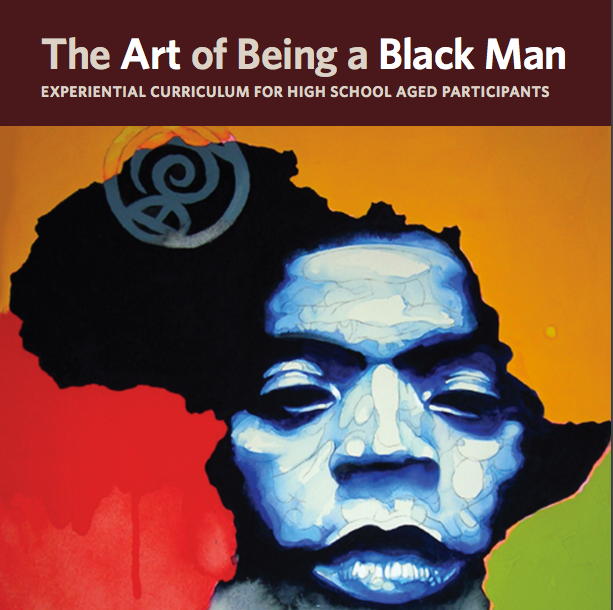 The Art of Being a Black Man
EXPERIENTIAL CURRICULUM FOR HIGH SCHOOL AGED PARTICIPANTS